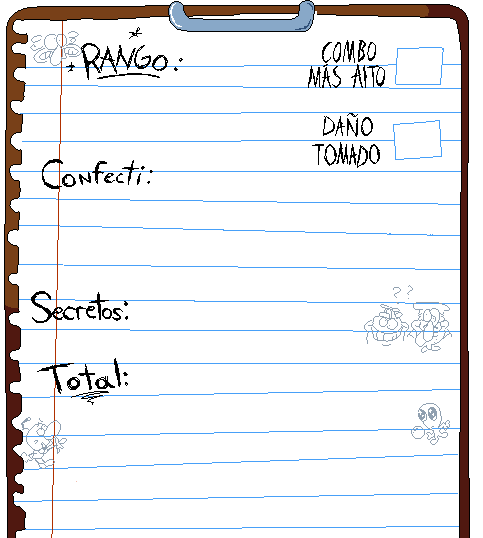 RANGO:
COMBO
MÁS AlTO
DAÑO
TOMADO
Confecti:
Secretos:
??
Total: